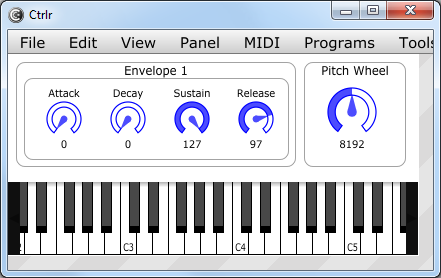 Ctrlr
File Edit View Panel MIDI Programs Tools
Envelope 1
Attack Decay Sustain Release
0 0 127 97
Pitch Wheel
8192
C3 C4 C5